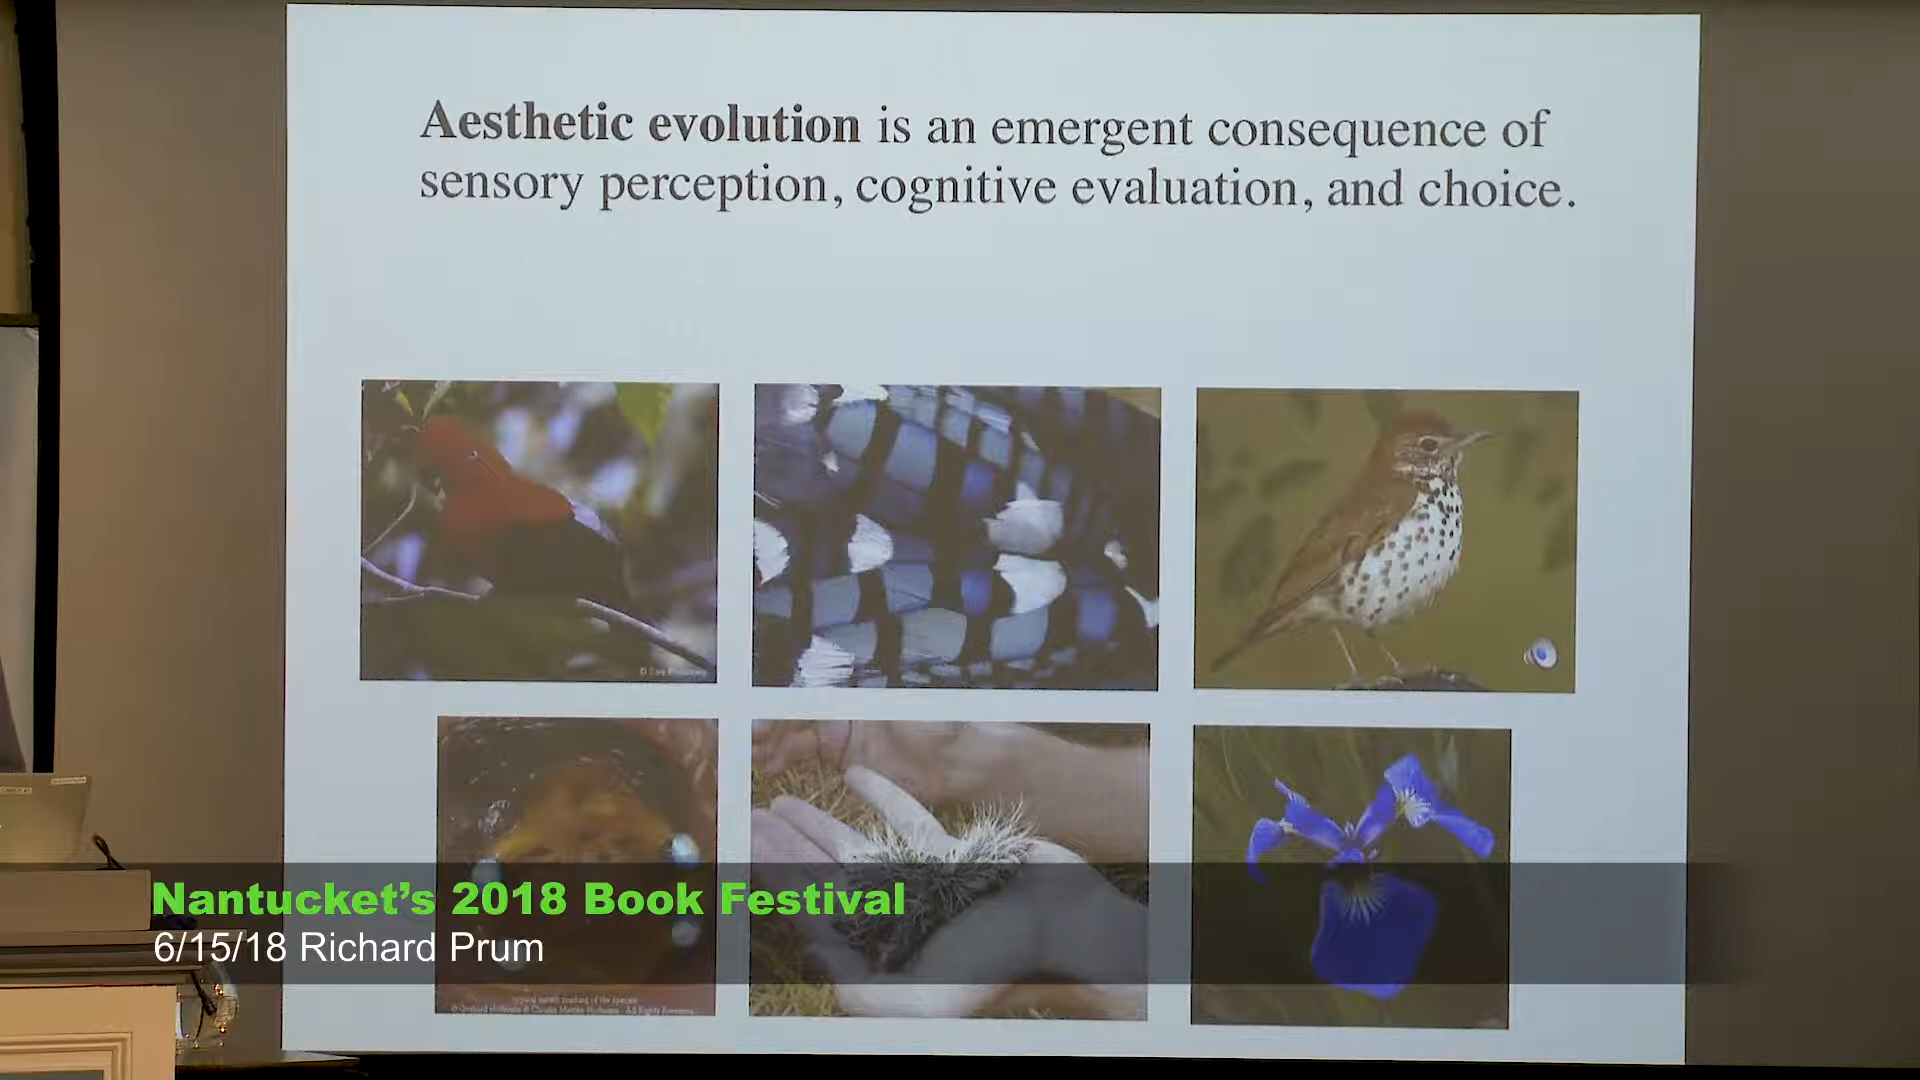 Aesthetic evolution is an emergent consequence of
sensory perception, cognitive evaluation, and choice.
Nantucket’s 2018 Book Festival
6/15/18 Richard Prum